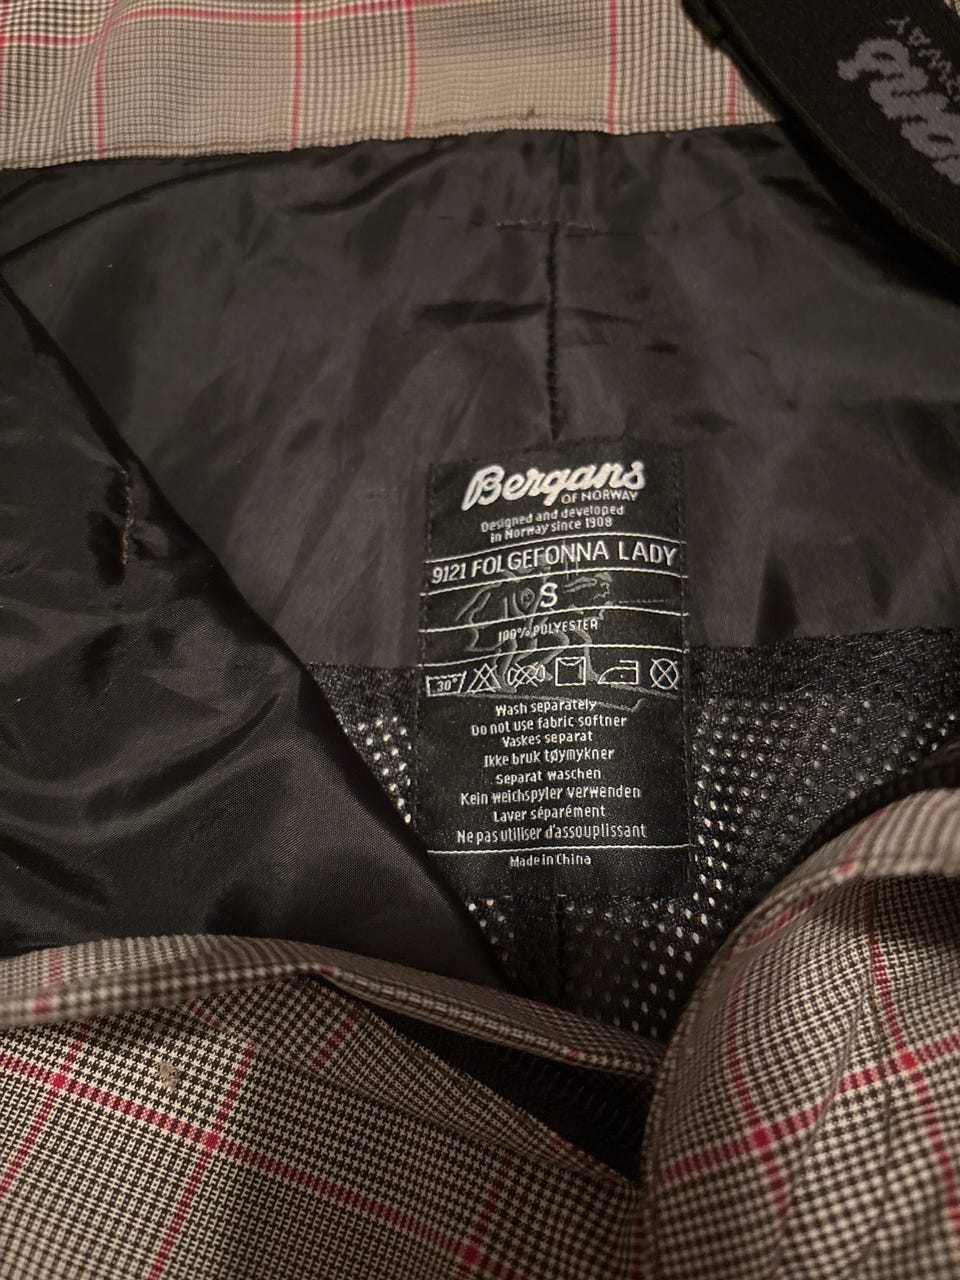 Bergans
OF NORWAY
Designed and developed
in Norway since 1908
9121 FOLGEFONNA LADY
S
100% POLYESTER
30°
Wash separately
Do not use fabric softner
Vaskes separat
Ikke bruk tøymykner
Separat waschen
Kein weichspyler verwenden
Laver séparément
Ne pas utiliser d'assouplissant
Made in China